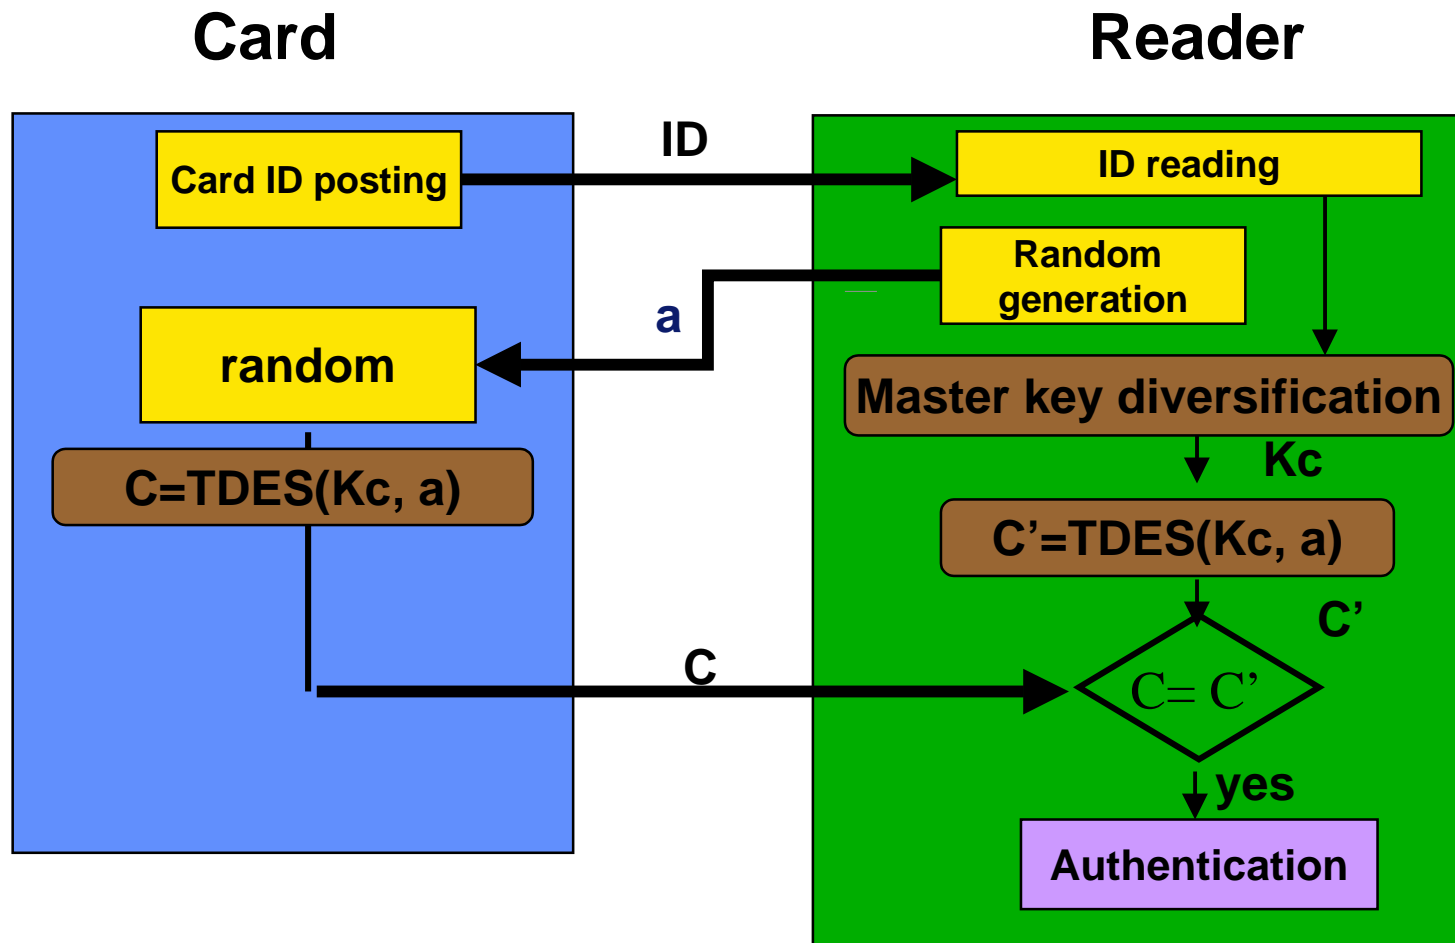 Card
Reader
Card ID posting
ID
ID reading
Random
generation
a
random
Master key diversification
Kc
C=TDES(Kc, a)
C’=TDES(Kc, a)
C’
C
C= C’
yes
Authentication